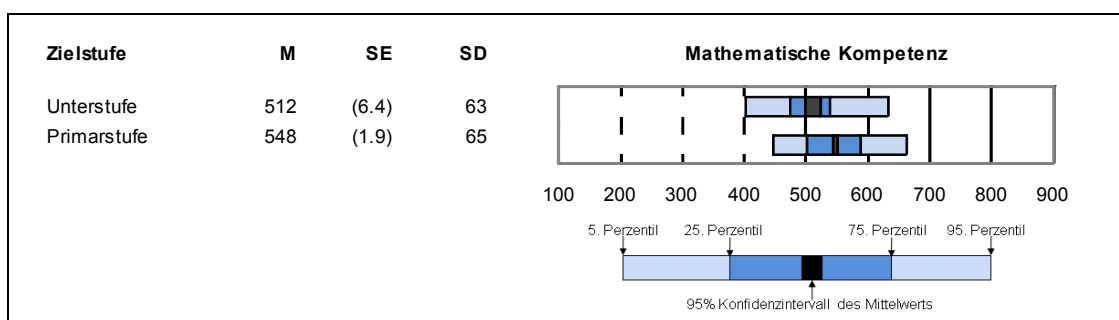 Zielstufe M SE SD Mathematische Kompetenz
Unterstufe 512 (6.4) 63
Primarstufe 548 (1.9) 65
100 200 300 400 500 600 700 800 900
5. Perzentil 25. Perzentil 75. Perzentil 95. Perzentil
95% Konfidenzintervall des Mittelwerts